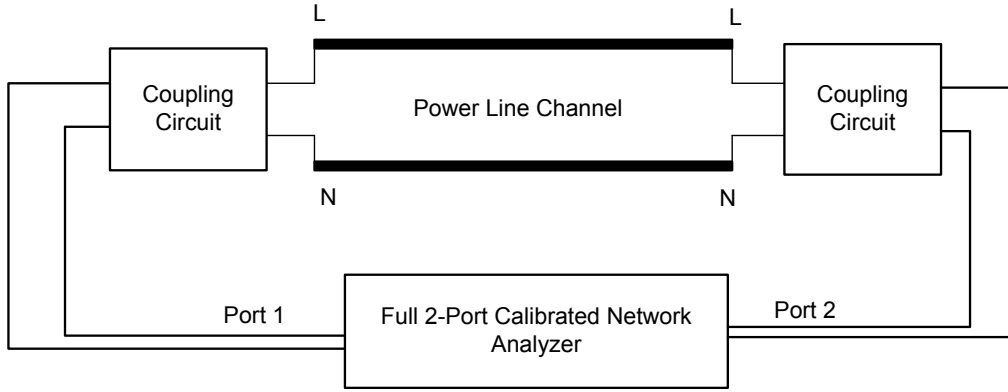 L
L
Coupling
Circuit
Power Line Channel
Coupling
Circuit
N
N
Port 1
Full 2-Port Calibrated Network
Analyzer
Port 2